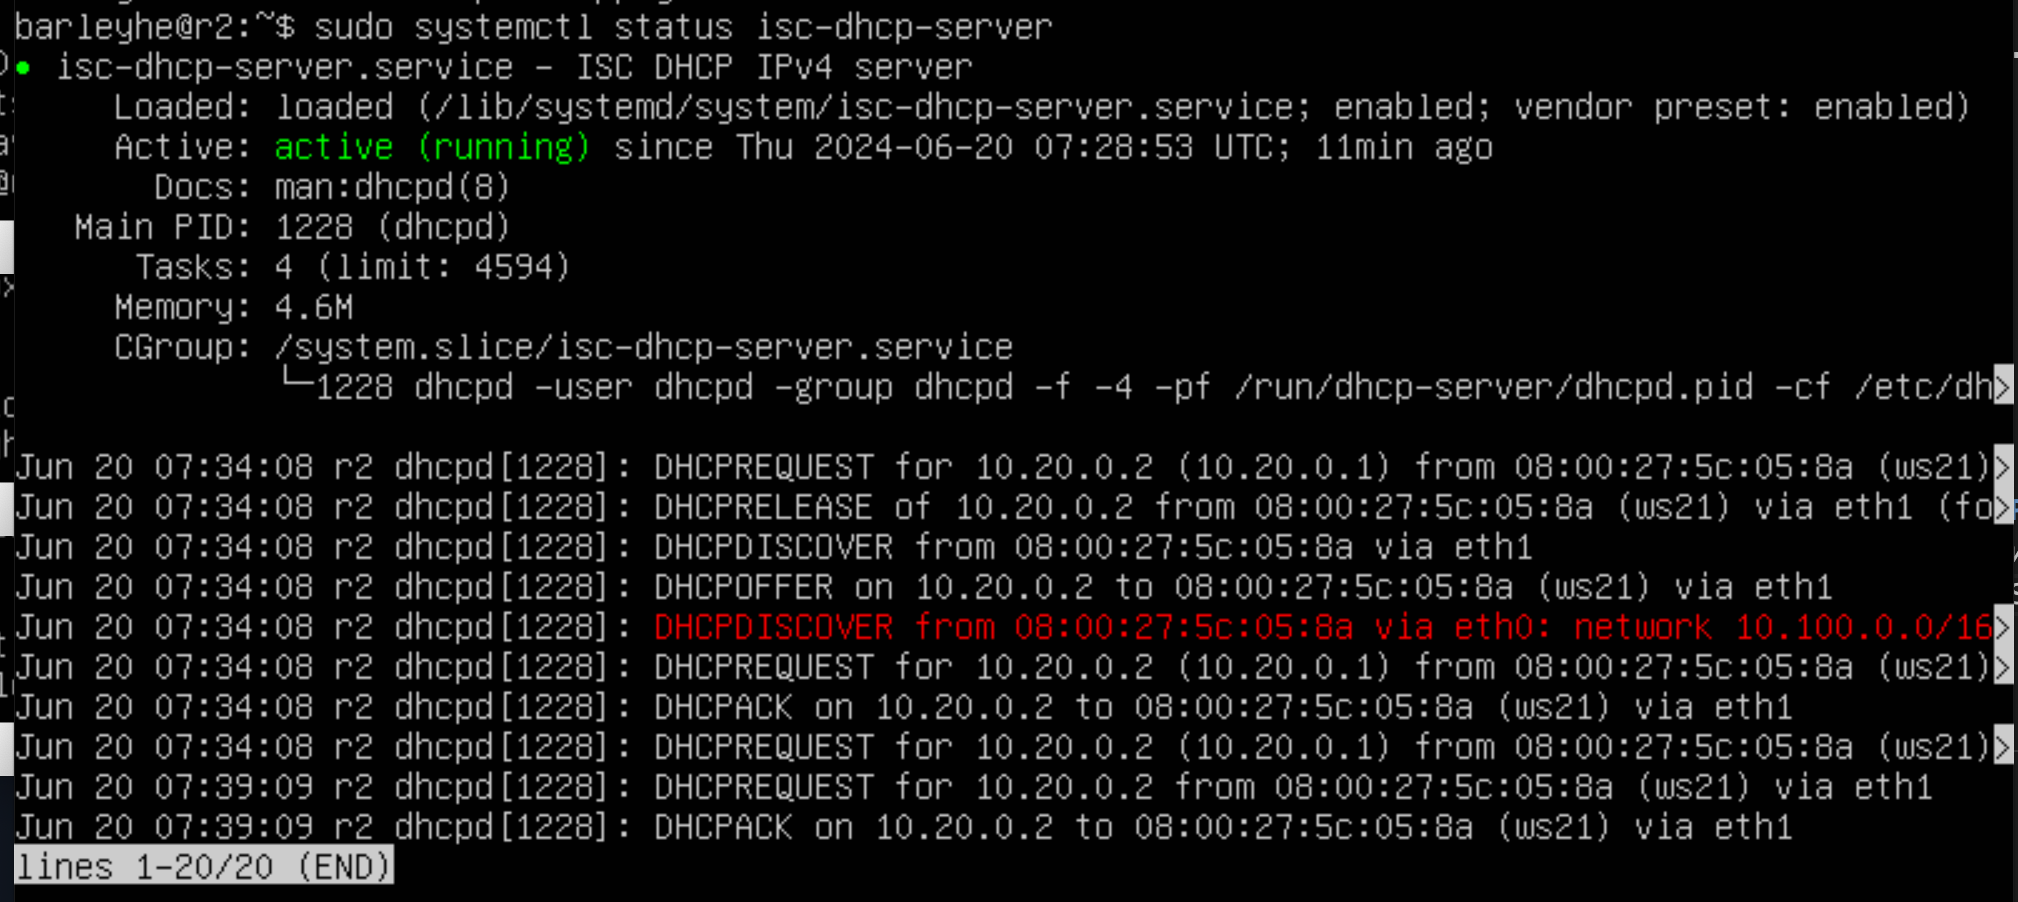 barleyhe@r2:~$ sudo systemctl status isc-dhcp-server
● isc-dhcp-server.service - ISC DHCP IPv4 server
Loaded: loaded (/lib/systemd/system/isc-dhcp-server.service; enabled; vendor preset: enabled)
Active: active (running) since Thu 2024-06-20 07:28:53 UTC; 11min ago
Docs: man:dhcpd(8)
Main PID: 1228 (dhcpd)
Tasks: 4 (limit: 4594)
Memory: 4.6M
CGroup: /system.slice/isc-dhcp-server.service
└─1228 dhcpd -user dhcpd -group dhcpd -f -4 -pf /run/dhcp-server/dhcpd.pid -cf /etc/dh>
Jun 20 07:34:08 r2 dhcpd[1228]: DHCPREQUEST for 10.20.0.2 (10.20.0.1) from 08:00:27:5c:05:8a (ws21)>
Jun 20 07:34:08 r2 dhcpd[1228]: DHCPRELEASE of 10.20.0.2 from 08:00:27:5c:05:8a (ws21) via eth1 (fo>
Jun 20 07:34:08 r2 dhcpd[1228]: DHCPDISCOVER from 08:00:27:5c:05:8a via eth1
Jun 20 07:34:08 r2 dhcpd[1228]: DHCPOFFER on 10.20.0.2 to 08:00:27:5c:05:8a (ws21) via eth1
Jun 20 07:34:08 r2 dhcpd[1228]: DHCPDISCOVER from 08:00:27:5c:05:8a via eth0: network 10.100.0.0/16>
Jun 20 07:34:08 r2 dhcpd[1228]: DHCPREQUEST for 10.20.0.2 (10.20.0.1) from 08:00:27:5c:05:8a (ws21)>
Jun 20 07:34:08 r2 dhcpd[1228]: DHCPACK on 10.20.0.2 to 08:00:27:5c:05:8a (ws21) via eth1
Jun 20 07:34:08 r2 dhcpd[1228]: DHCPREQUEST for 10.20.0.2 (10.20.0.1) from 08:00:27:5c:05:8a (ws21)>
Jun 20 07:39:09 r2 dhcpd[1228]: DHCPREQUEST for 10.20.0.2 from 08:00:27:5c:05:8a (ws21) via eth1
Jun 20 07:39:09 r2 dhcpd[1228]: DHCPACK on 10.20.0.2 to 08:00:27:5c:05:8a (ws21) via eth1
lines 1-20/20 (END)